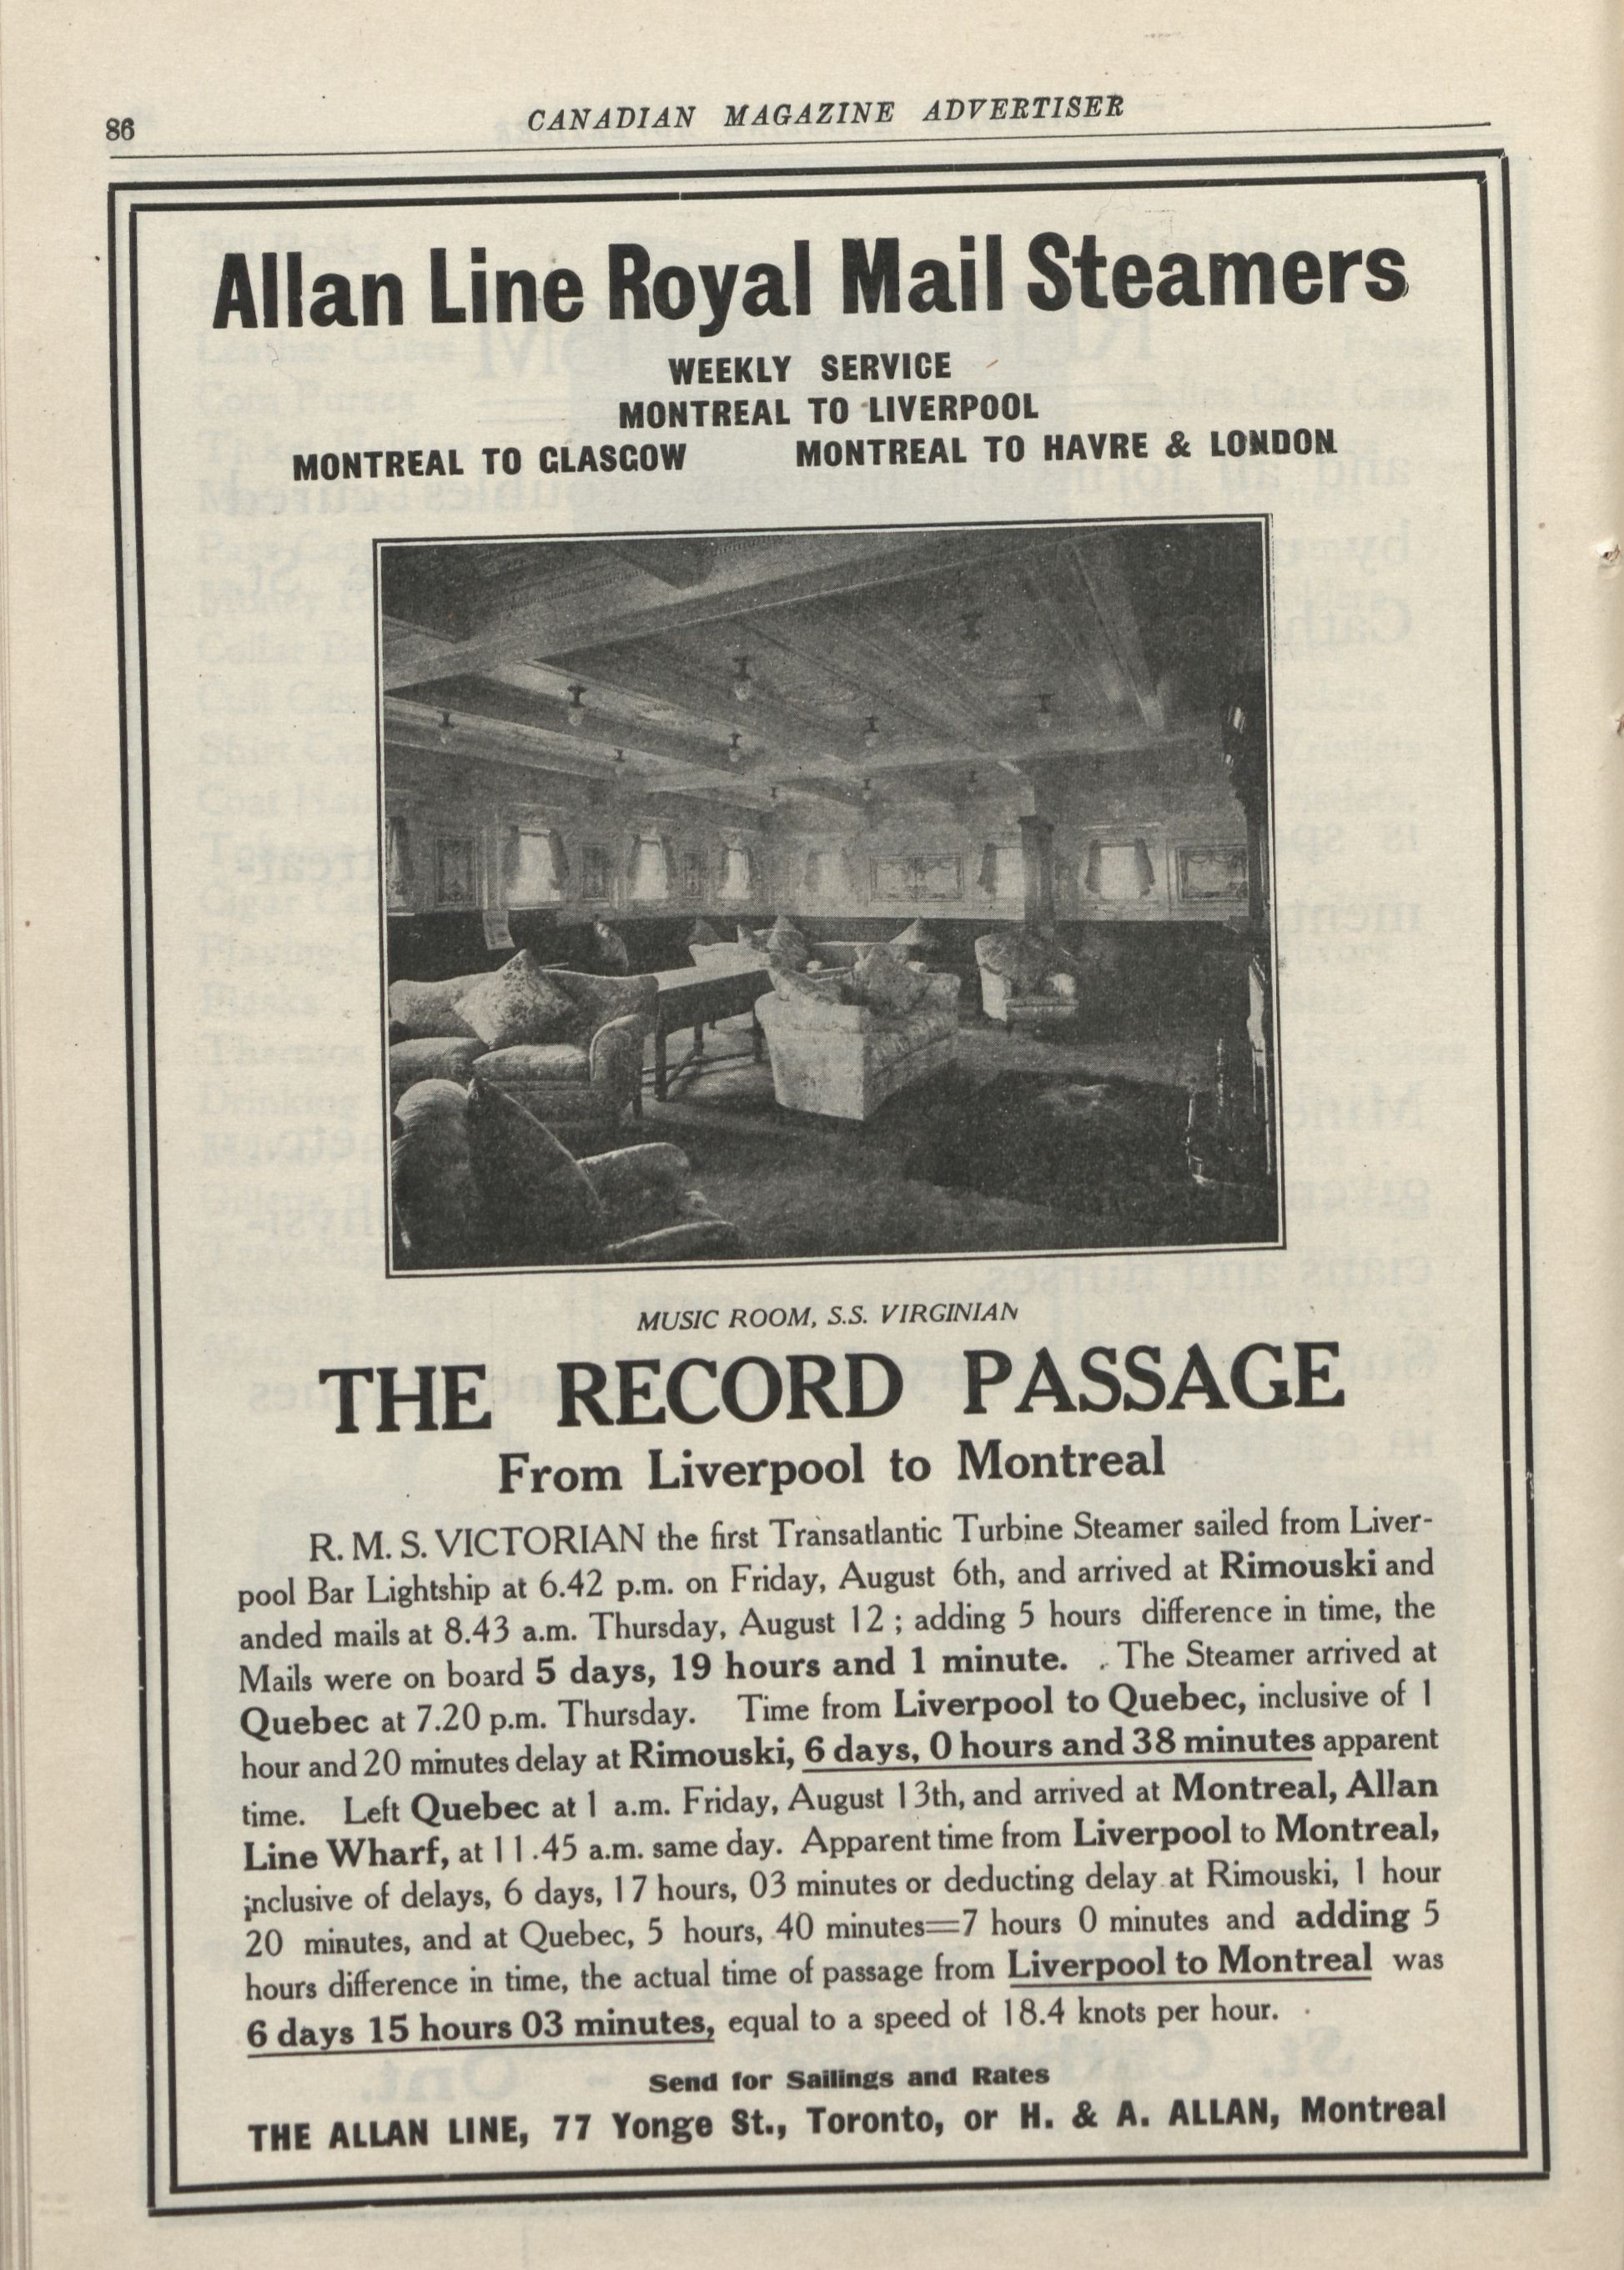 86
CANADIAN MAGAZINE ADVERTISER
Allan Line Royal Mail Steamers
WEEKLY SERVICE
MONTREAL TO LIVERPOOL
MONTREAL TO GLASGOW MONTREAL TO HAVRE & LONDON
MUSIC ROOM, S.S. VIRGINIAN
THE RECORD PASSAGE
From Liverpool to Montreal
R. M. S. VICTORIAN the first Transatlantic Turbine Steamer sailed from Liver-
pool Bar Lightship at 6.42 p.m. on Friday, August 6th, and arrived at Rimouski and
anded mails at 8.43 a.m. Thursday, August 12 ; adding 5 hours difference in time, the
Mails were on board 5 days, 19 hours and 1 minute. The Steamer arrived at
Quebec at 7.20 p.m. Thursday. Time from Liverpool to Quebec, inclusive of 1
hour and 20 minutes delay at Rimouski, 6 days, 0 hours and 38 minutes apparent
time. Left Quebec at 1 a.m. Friday, August 13th, and arrived at Montreal, Allan
Line Wharf, at 11.45 a.m. same day. Apparent time from Liverpool to Montreal,
inclusive of delays, 6 days, 17 hours, 03 minutes or deducting delay at Rimouski, 1 hour
20 minutes, and at Quebec, 5 hours, 40 minutes=7 hours 0 minutes and adding 5
hours difference in time, the actual time of passage from Liverpool to Montreal was
6 days 15 hours 03 minutes, equal to a speed of 18.4 knots per hour.
Send for Sailings and Rates
THE ALLAN LINE, 77 Yonge St., Toronto, or H. & A. ALLAN, Montreal